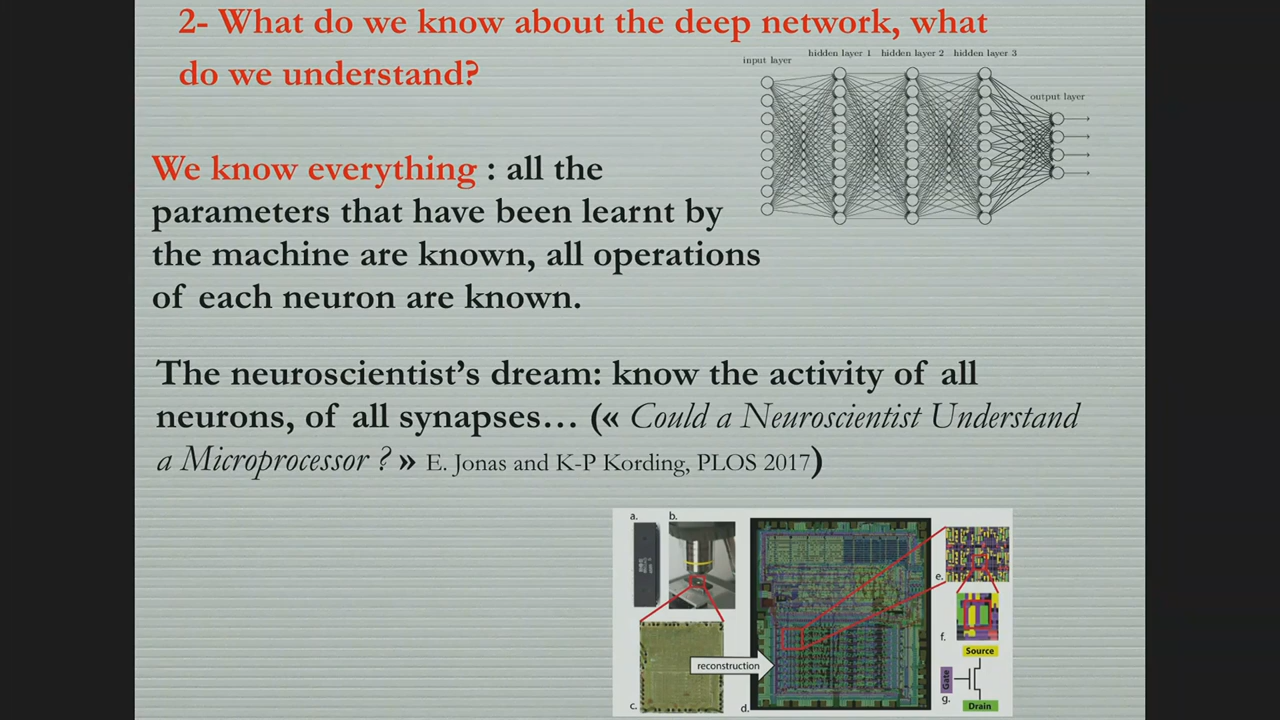 2- What do we know about the deep network, what
do we understand?
input layer
hidden layer 1
hidden layer 2
hidden layer 3
output layer
We know everything : all the
parameters that have been learnt by
the machine are known, all operations
of each neuron are known.
The neuroscientist's dream: know the activity of all
neurons, of all synapses… (« Could a Neuroscientist Understand
a Microprocessor ? » E. Jonas and K-P Kording, PLOS 2017)
a.
b.
c.
reconstruction
d.
e.
f.
Source
Gate
g.
Drain